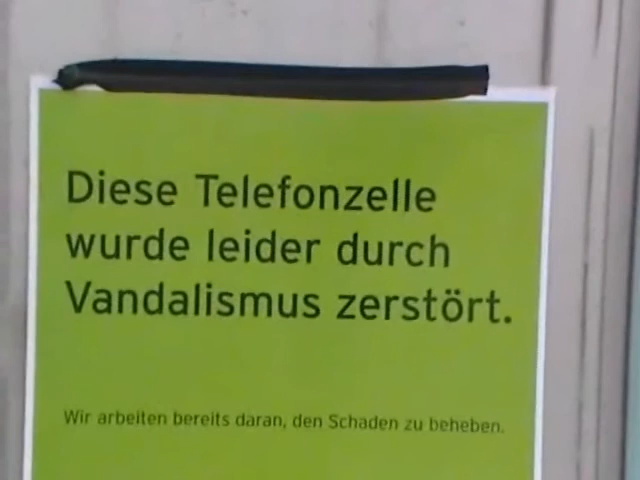 Diese Telefonzelle
wurde leider durch
Vandalismus zerstört.
Wir arbeiten bereits daran, den Schaden zu beheben.